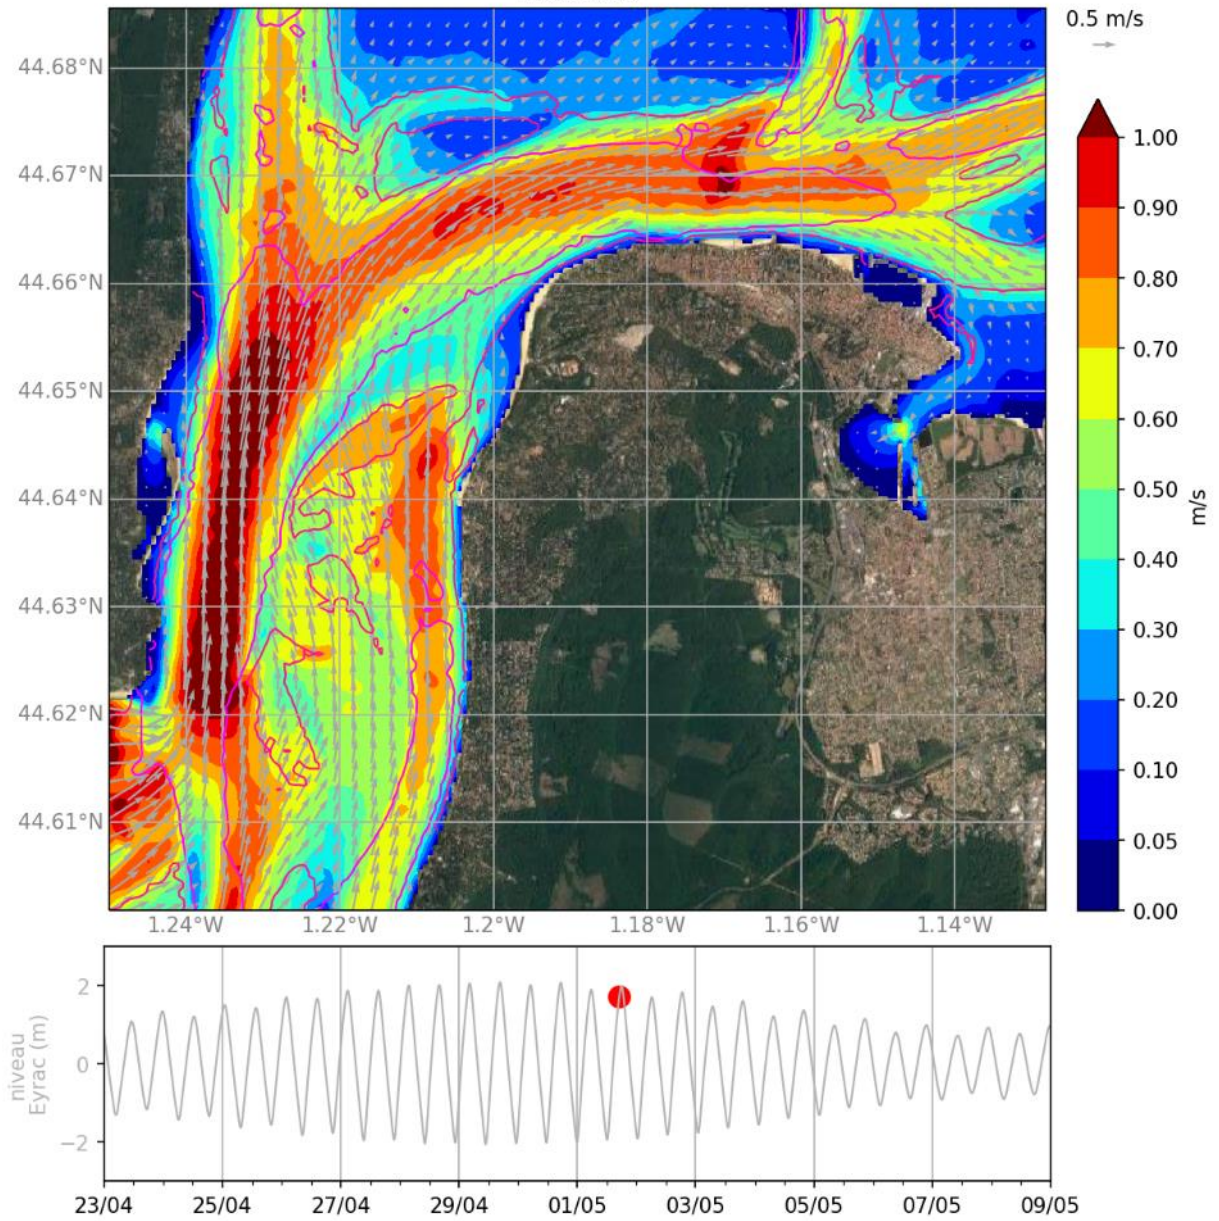 0.5 m/s
44.68°N
44.67°N
44.66°N
44.65°N
44.64°N
44.63°N
44.62°N
44.61°N
1.24°W 1.22°W 1.2°W 1.18°W 1.16°W 1.14°W
1.00
0.90
0.80
0.70
0.60
0.50
0.40
0.30
0.20
0.10
0.05
0.00
m/s
niveau
Eyrac (m)
2
0
−2
23/04 25/04 27/04 29/04 01/05 03/05 05/05 07/05 09/05